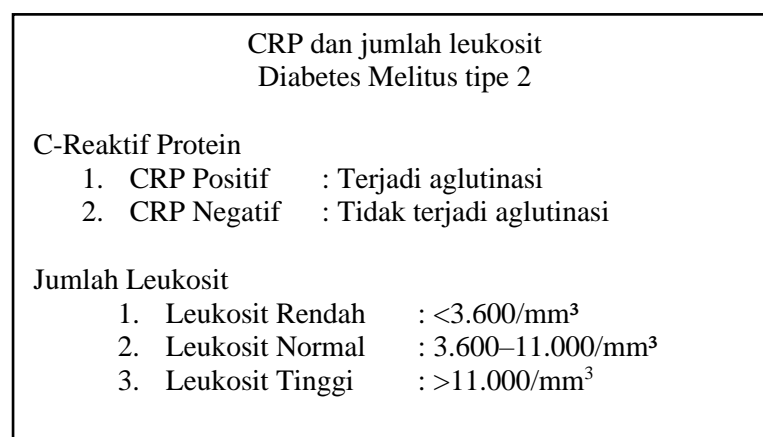 CRP dan jumlah leukosit
Diabetes Melitus tipe 2
C-Reaktif Protein
1. CRP Positif : Terjadi aglutinasi
2. CRP Negatif : Tidak terjadi aglutinasi
Jumlah Leukosit
1. Leukosit Rendah : <3.600/mm³
2. Leukosit Normal : 3.600–11.000/mm³
3. Leukosit Tinggi : >11.000/mm³